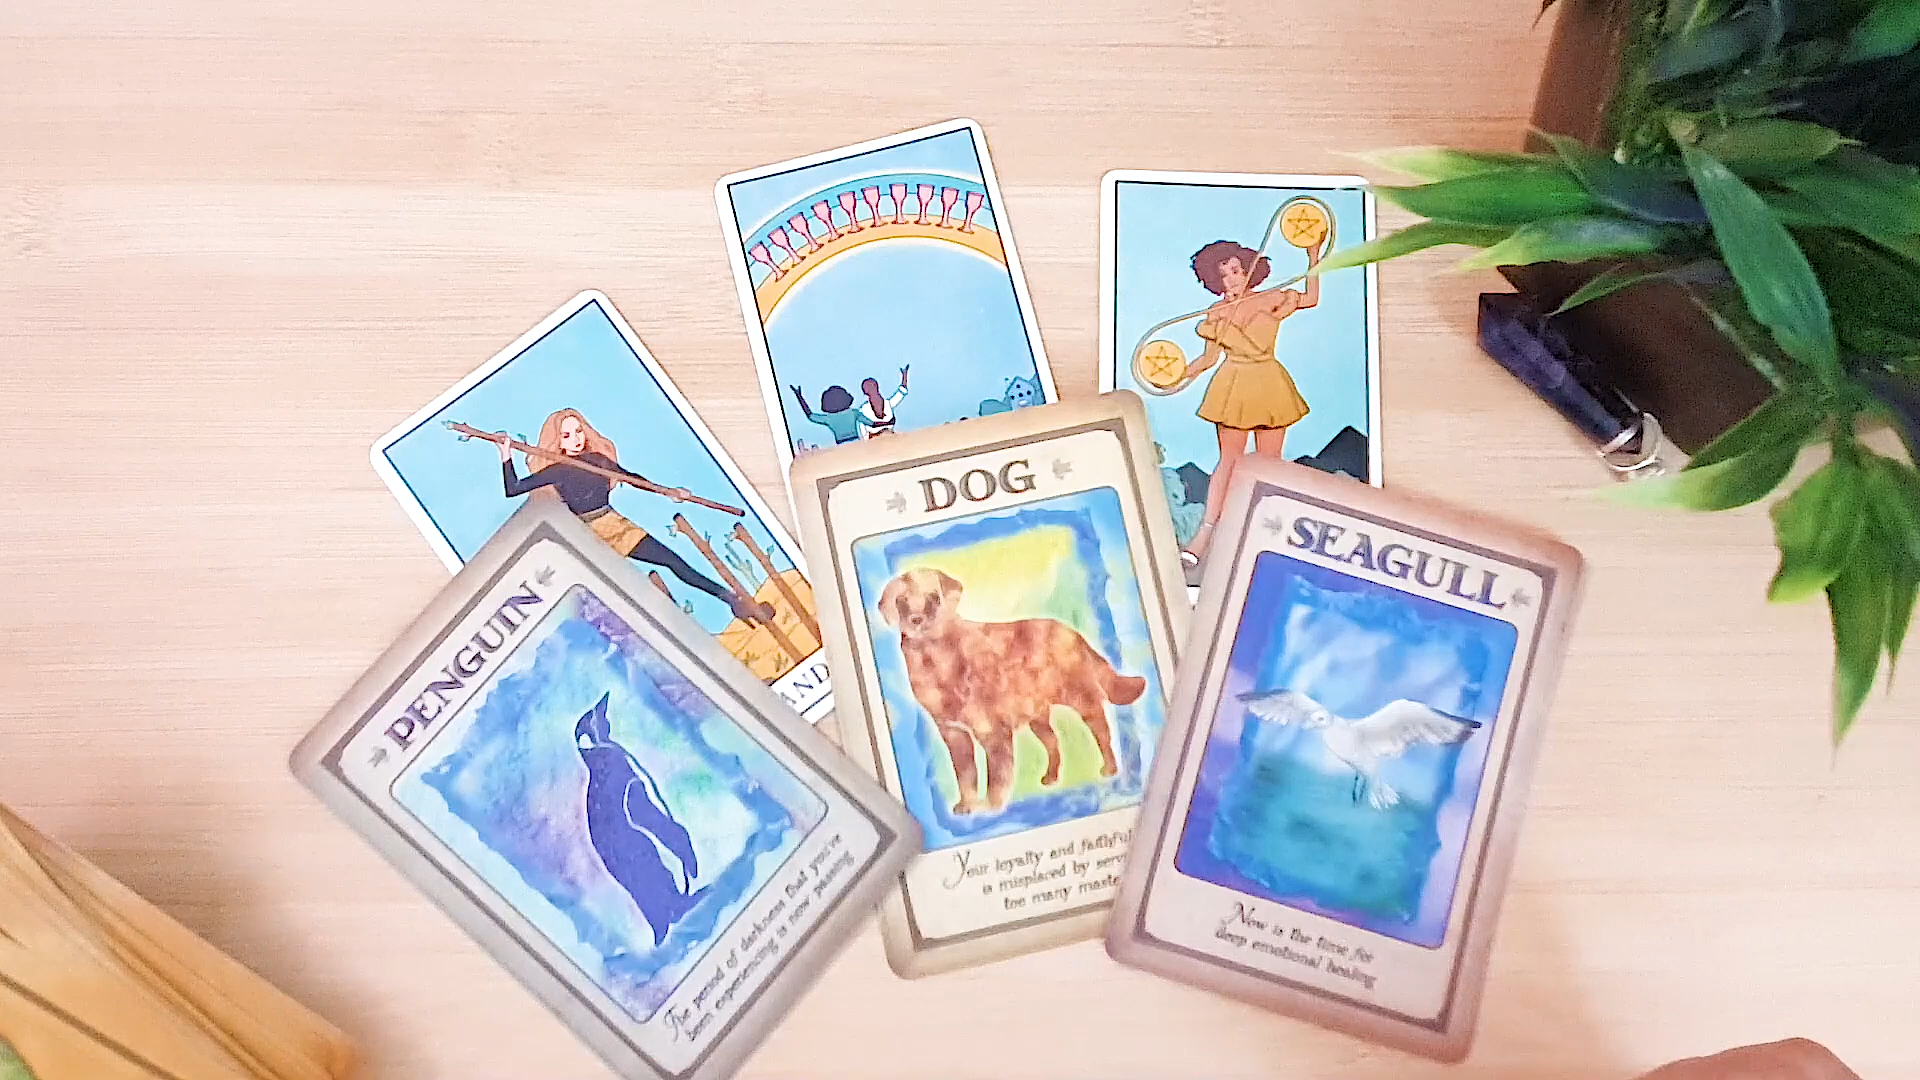 PENGUIN
The period of darkness that you've
been experiencing is now passing
AND
DOG
Your loyalty and faithful
is misplaced by serv
too many maste
SEAGULL
Now is the time for
deep emotional healing